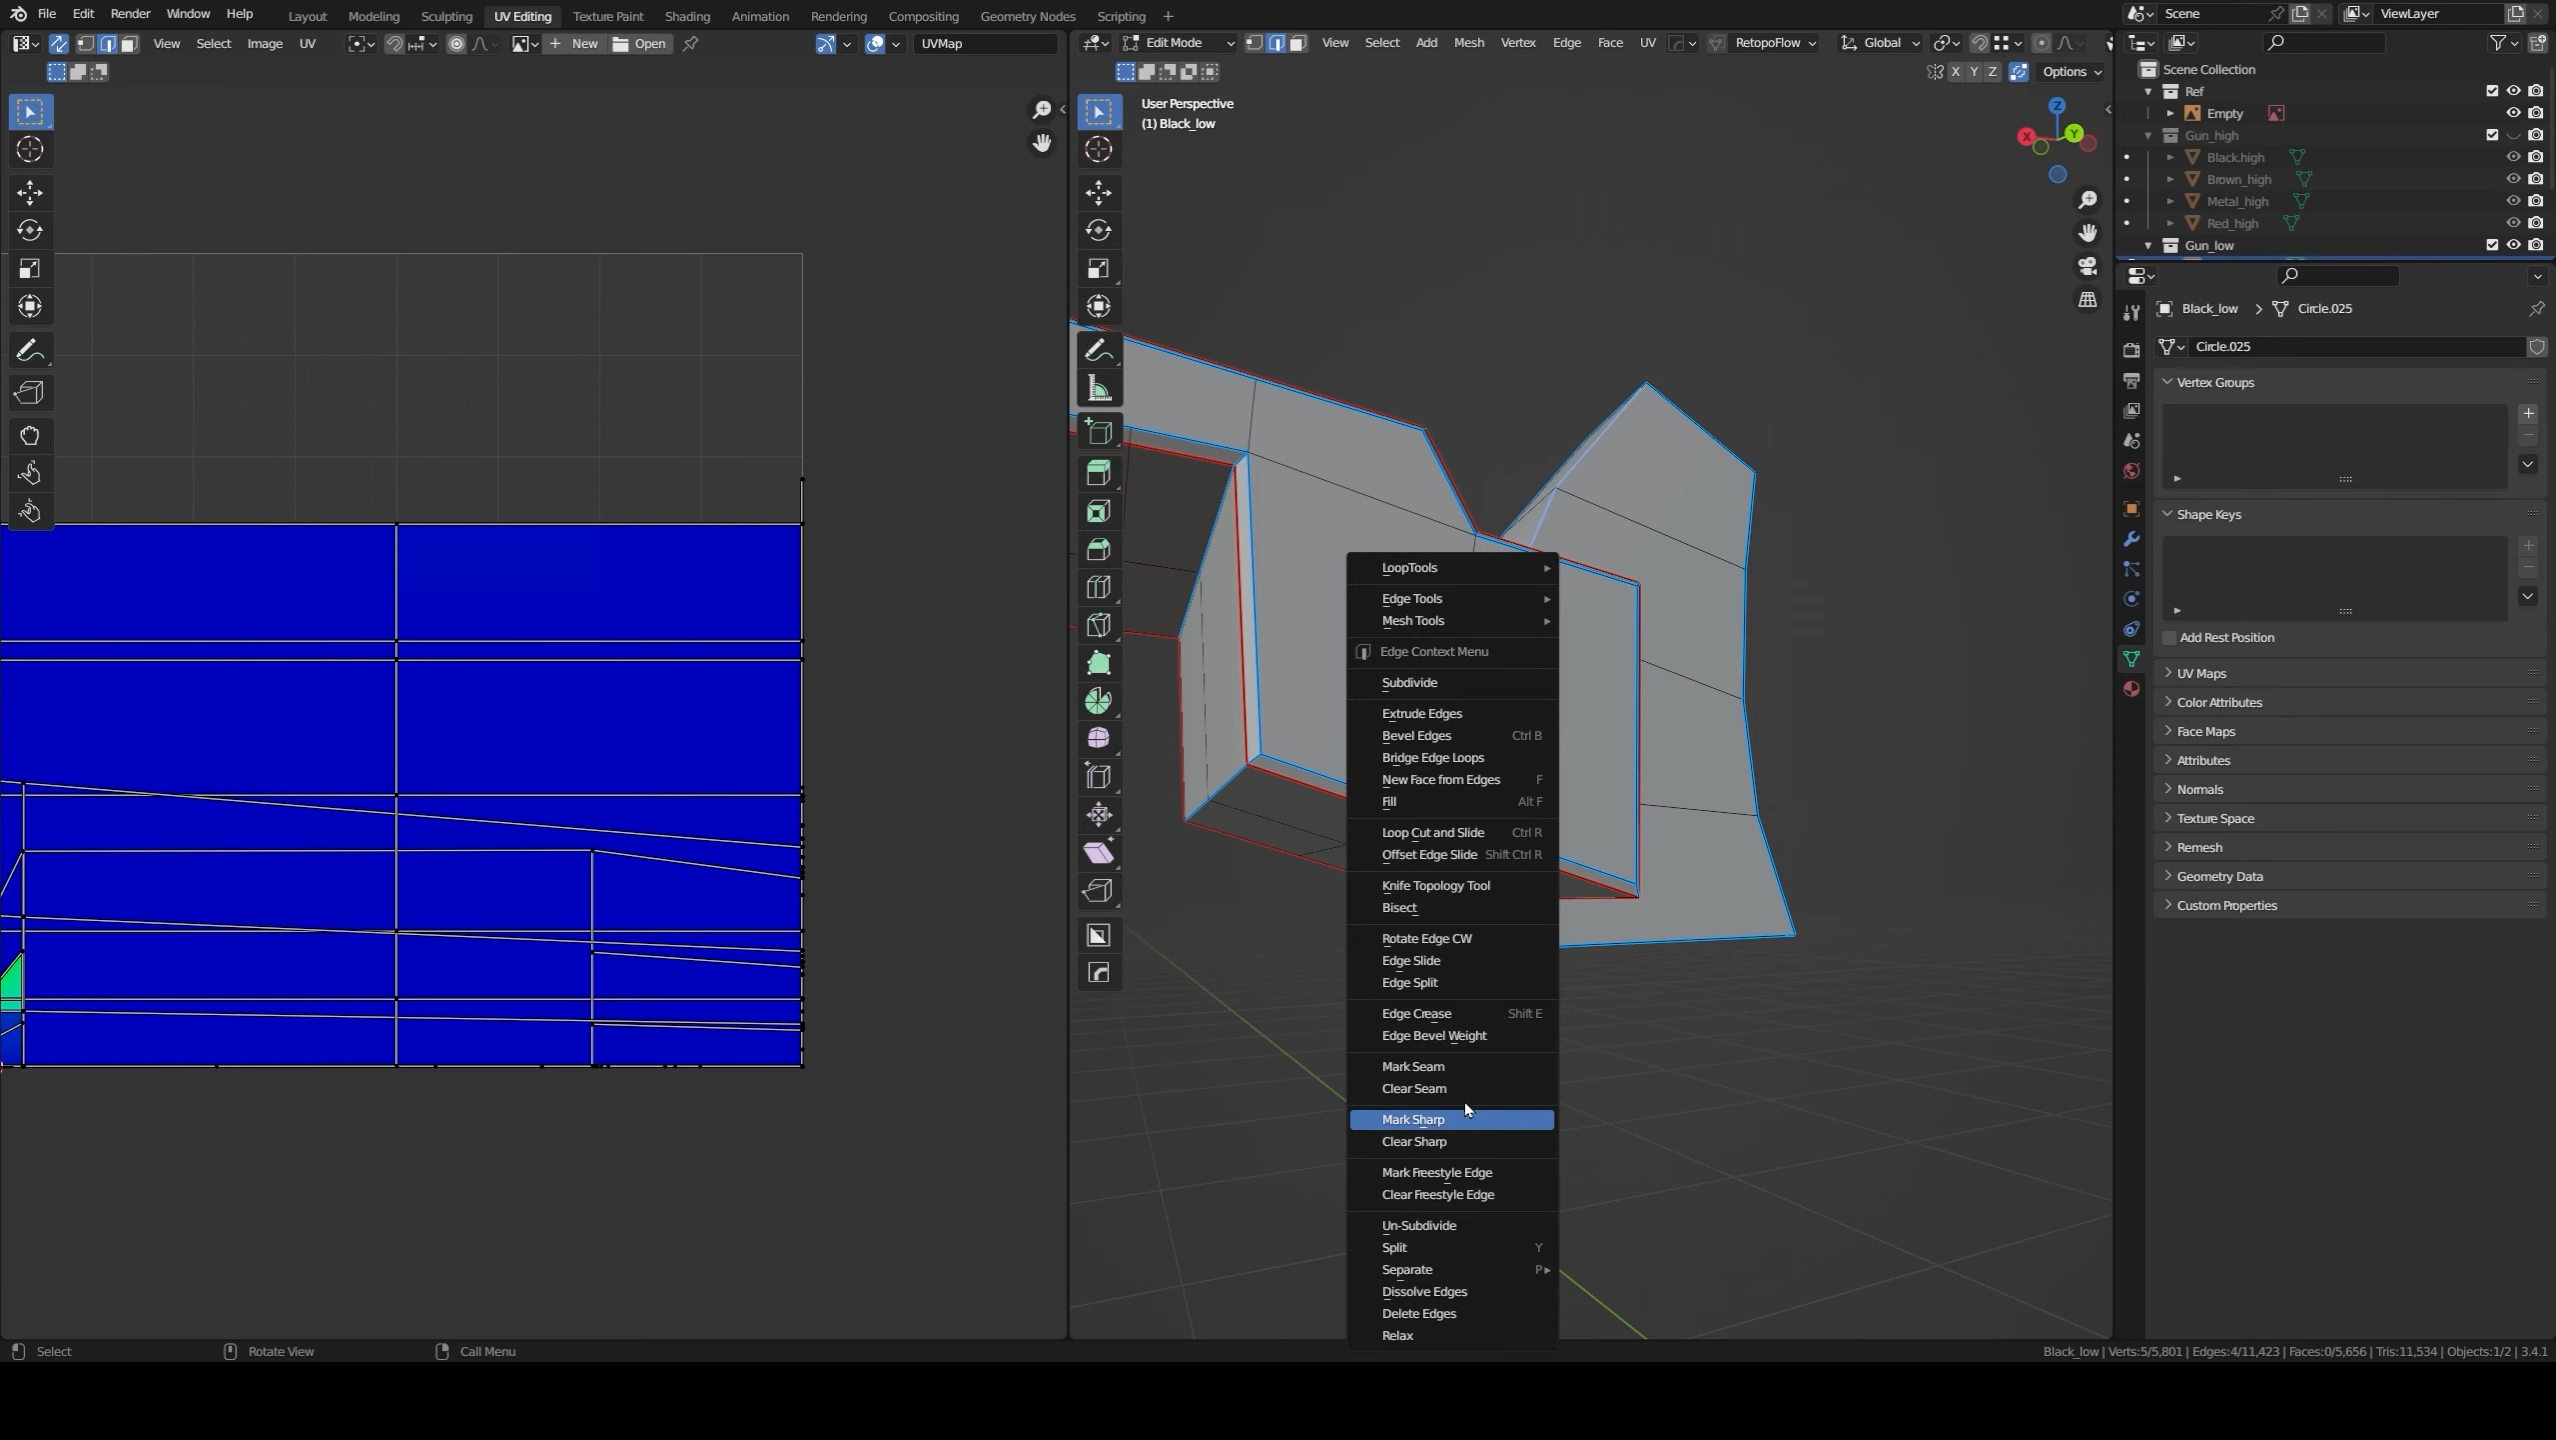 File Edit Render Window Help
Layout Modeling Sculpting UV Editing Texture Paint Shading Animation Rendering Compositing Geometry Nodes Scripting +
Scene
ViewLayer
View Select Image UV
New
Open
UVMap
Edit Mode
View Select Add Mesh Vertex Edge Face UV
RetopoFlow
Global
X Y Z
Options
User Perspective
(1) Black_low
Z
X
Y
Scene Collection
Ref
Empty
Gun_high
Black.high
Brown_high
Metal_high
Red_high
Gun_low
Black_low > Circle.025
Circle.025
Vertex Groups
Shape Keys
Add Rest Position
UV Maps
Color Attributes
Face Maps
Attributes
Normals
Texture Space
Remesh
Geometry Data
Custom Properties
LoopTools
Edge Tools
Mesh Tools
Edge Context Menu
Subdivide
Extrude Edges
Bevel Edges Ctrl B
Bridge Edge Loops
New Face from Edges F
Fill Alt F
Loop Cut and Slide Ctrl R
Offset Edge Slide Shift Ctrl R
Knife Topology Tool
Bisect
Rotate Edge CW
Edge Slide
Edge Split
Edge Crease Shift E
Edge Bevel Weight
Mark Seam
Clear Seam
Mark Sharp
Clear Sharp
Mark Freestyle Edge
Clear Freestyle Edge
Un-Subdivide
Split Y
Separate P
Dissolve Edges
Delete Edges
Relax
Select
Rotate View
Call Menu
Black_low | Verts:5/5,801 | Edges:4/11,423 | Faces:0/5,656 | Tris:11,534 | Objects:1/2 | 3.4.1